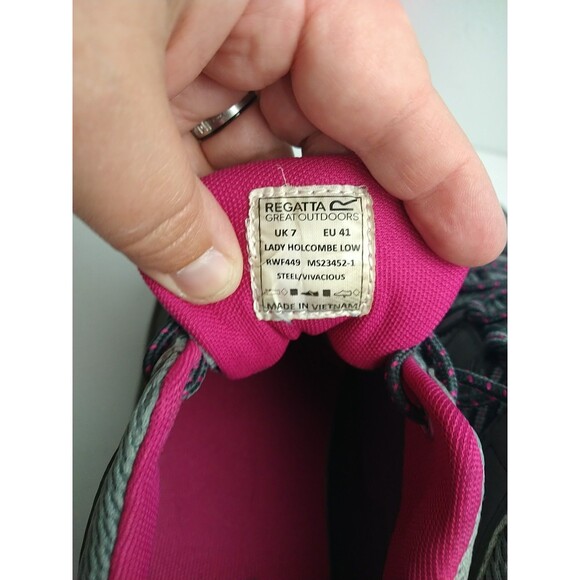 REGATTA
GREAT OUTDOORS
UK 7 EU 41
LADY HOLCOMBE LOW
RWF449 MS23452-1
STEEL/VIVACIOUS
MADE IN VIETNAM